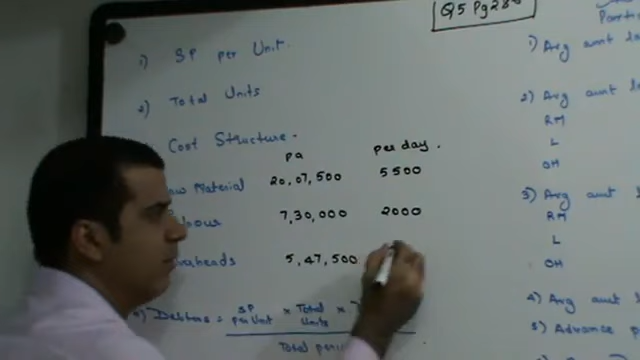 Q5 Pg 28
1) SP per Unit.
2) Total Units
Cost Structure.
pa per day.
Material 20,07,500 5500
7,30,000 2000
5,47,500
Debtors = SP per Unit × Total Units ×
Total
1) Avg amt
2) Avg amt
RM
L
OH
3) Avg amt
RM
L
OH
4) Avg amt
5) Advance